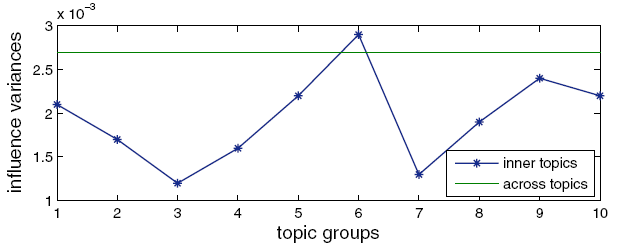 x 10⁻³
3
2.5
2
1.5
1
influence variances
1 2 3 4 5 6 7 8 9 10
topic groups
inner topics
across topics